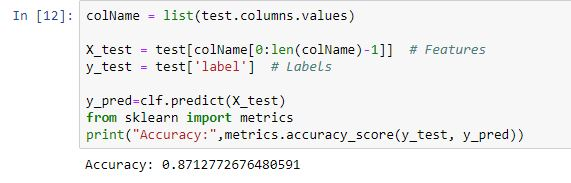 In [12]: colName = list(test.columns.values)
X_test = test[colName[0:len(colName)-1]]  # Features
y_test = test['label']  # Labels
y_pred=clf.predict(X_test)
from sklearn import metrics
print("Accuracy:",metrics.accuracy_score(y_test, y_pred))
Accuracy: 0.8712772676480591